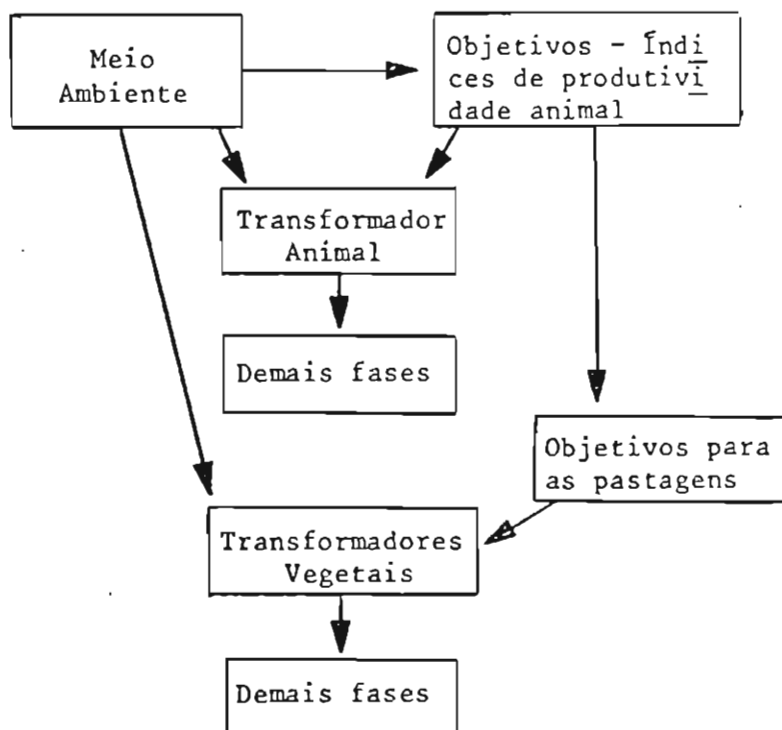 Meio
Ambiente
Objetivos - Índi
ces de produtivi
dade animal
Transformador
Animal
Demais fases
Objetivos para
as pastagens
Transformadores
Vegetais
Demais fases